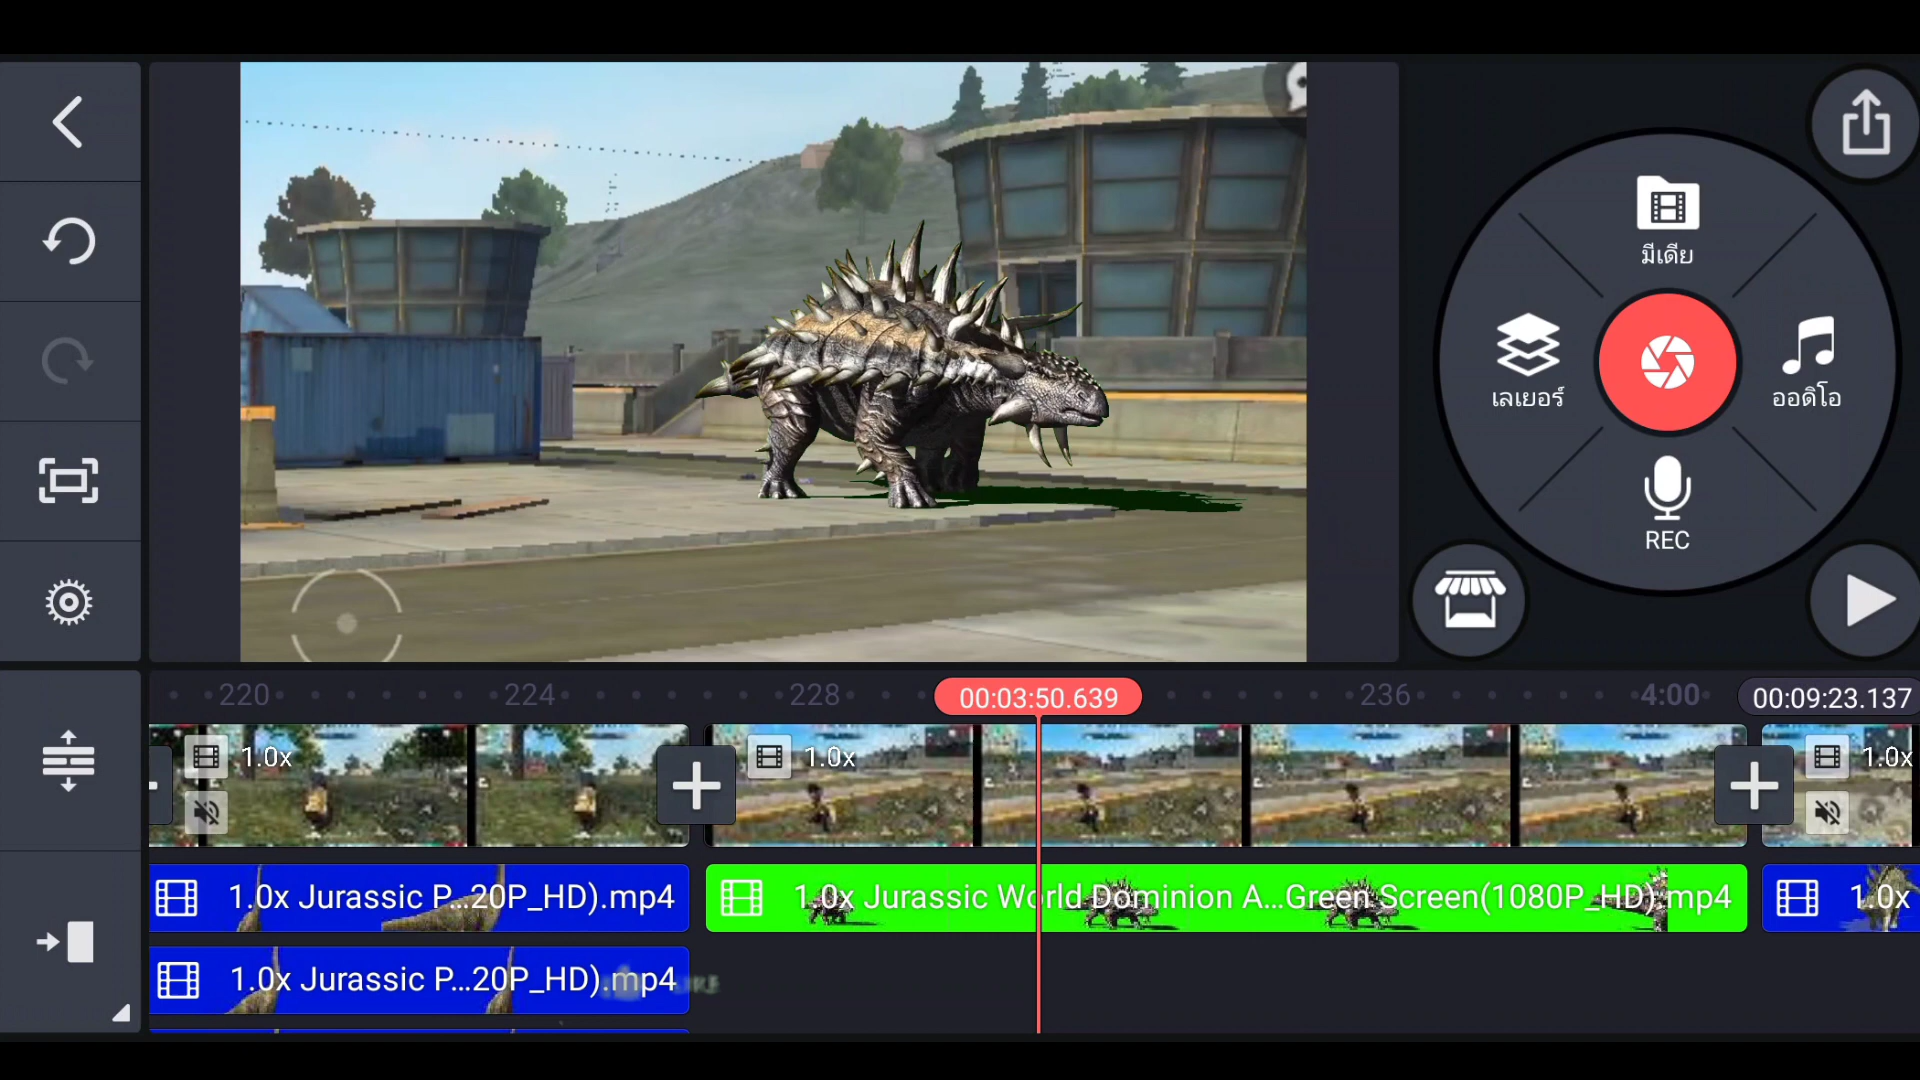 มีเดีย
เลเยอร์
ออดิโอ
REC
220
224
228
00:03:50.639
236
4:00
00:09:23.137
1.0x
1.0x
1.0x
1.0x Jurassic P...20P_HD).mp4
1.0x Jurassic World Dominion A...Green Screen(1080P_HD).mp4
1.0x
1.0x Jurassic P...20P_HD).mp4